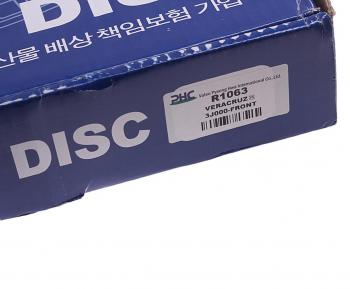 DISC
산물 배상 책임보험 가입
DISC
PHC Valeo Pyeong Hwa International Co., Ltd.
R1063
VERACRUZ
3J000-FRONT